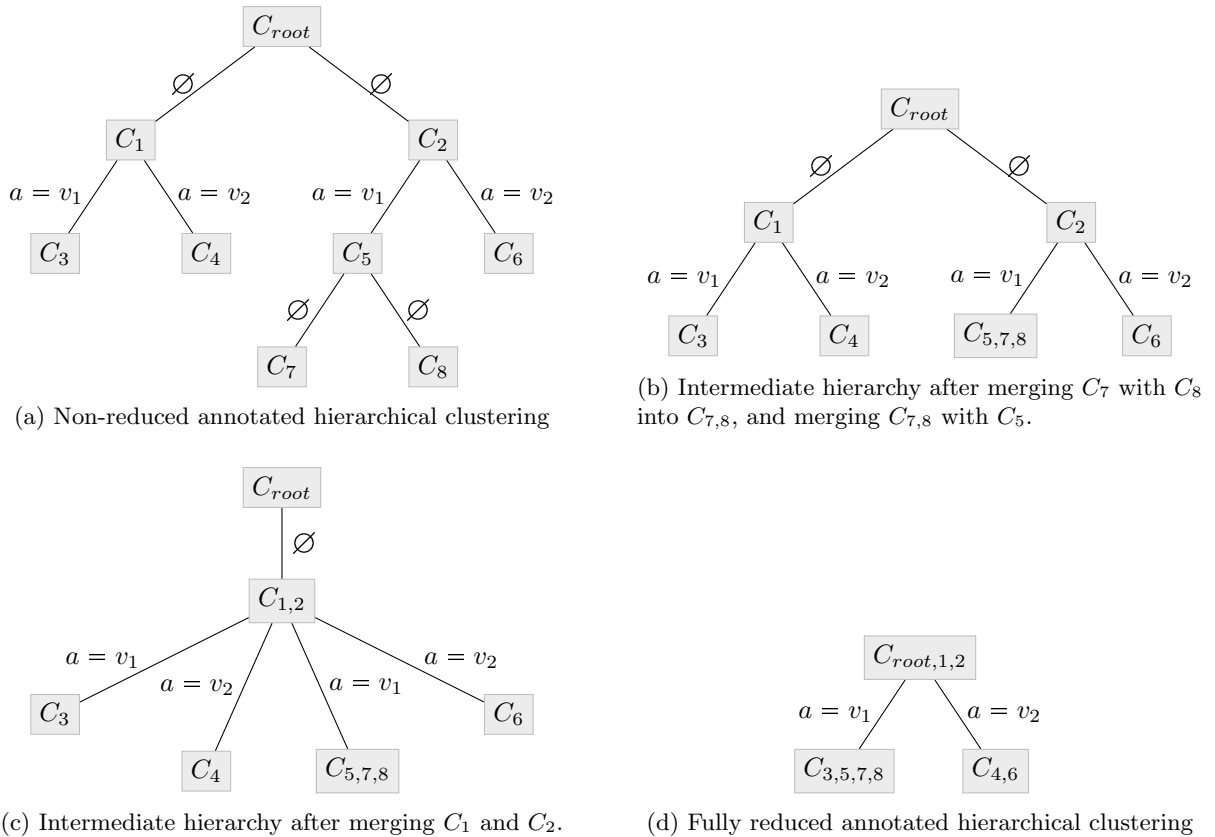 C_root
∅ ∅
C_1 C_2
a = v_1 a = v_2 a = v_1 a = v_2
C_3 C_4 C_5 C_6
∅ ∅
C_7 C_8
(a) Non-reduced annotated hierarchical clustering
C_root
∅ ∅
C_1 C_2
a = v_1 a = v_2 a = v_1 a = v_2
C_3 C_4 C_5,7,8 C_6
(b) Intermediate hierarchy after merging C_7 with C_8
into C_7,8, and merging C_7,8 with C_5.
C_root
∅
C_1,2
a = v_1 a = v_2 a = v_1 a = v_2
C_3 C_4 C_5,7,8 C_6
(c) Intermediate hierarchy after merging C_1 and C_2.
C_root,1,2
a = v_1 a = v_2
C_3,5,7,8 C_4,6
(d) Fully reduced annotated hierarchical clustering